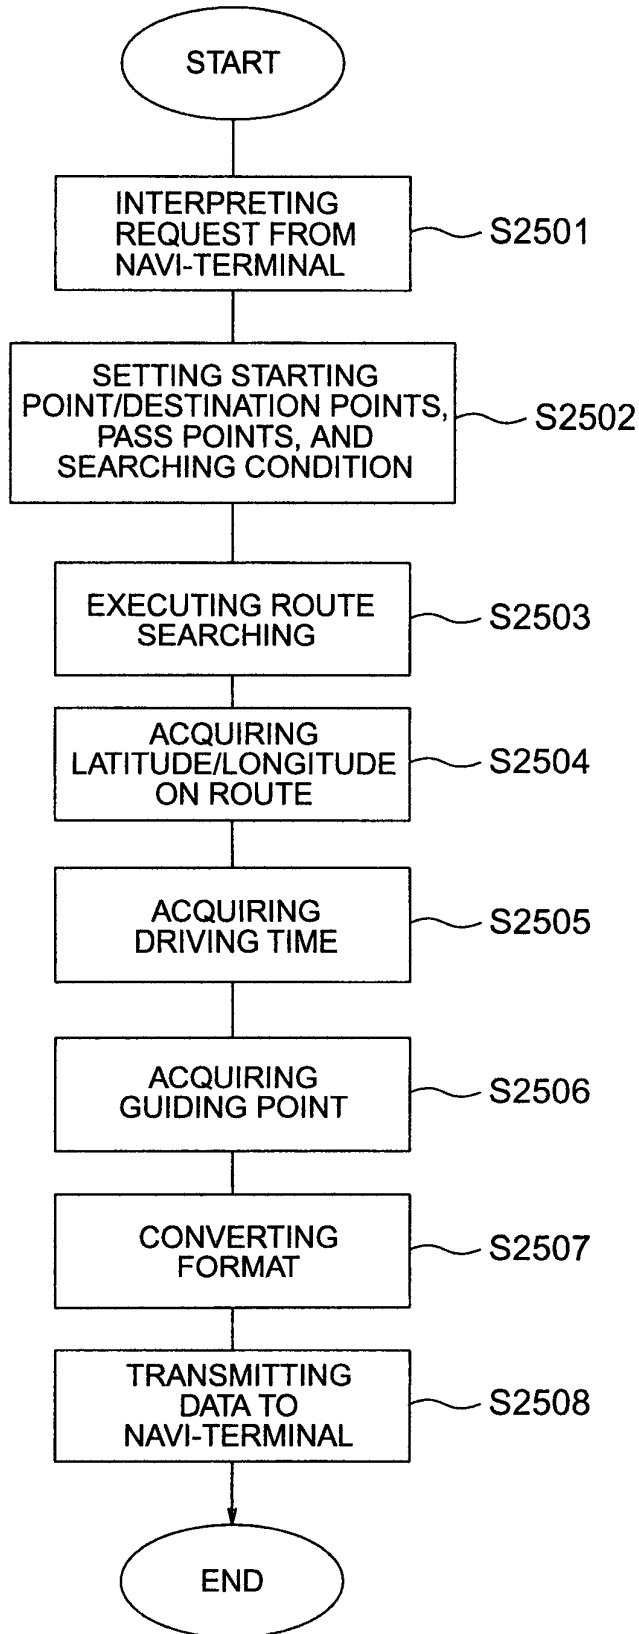 START
INTERPRETING
REQUEST FROM
NAVI-TERMINAL
S2501
SETTING STARTING
POINT/DESTINATION POINTS,
PASS POINTS, AND
SEARCHING CONDITION
S2502
EXECUTING ROUTE
SEARCHING
S2503
ACQUIRING
LATITUDE/LONGITUDE
ON ROUTE
S2504
ACQUIRING
DRIVING TIME
S2505
ACQUIRING
GUIDING POINT
S2506
CONVERTING
FORMAT
S2507
TRANSMITTING
DATA TO
NAVI-TERMINAL
S2508
END